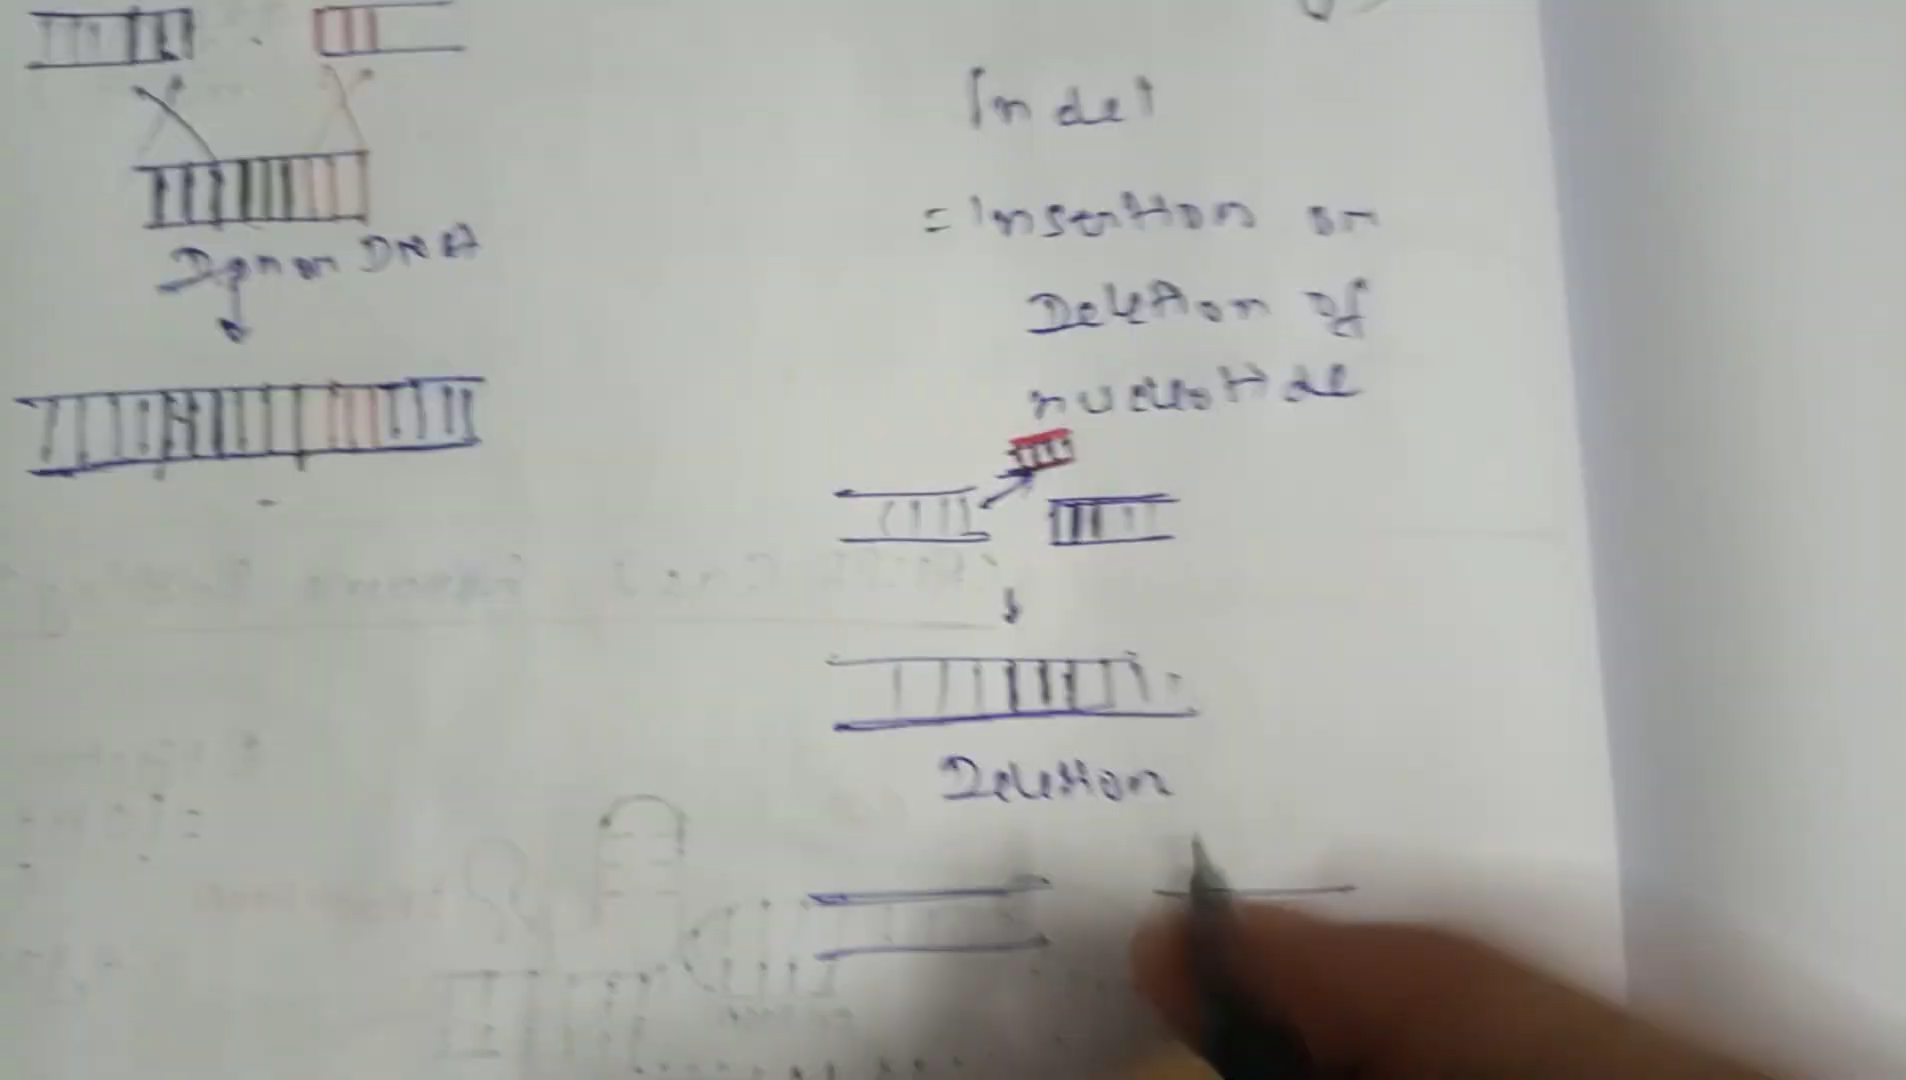 Donor DNA
Indel
= Insertion or
Deletion of
nucleotide
Deletion